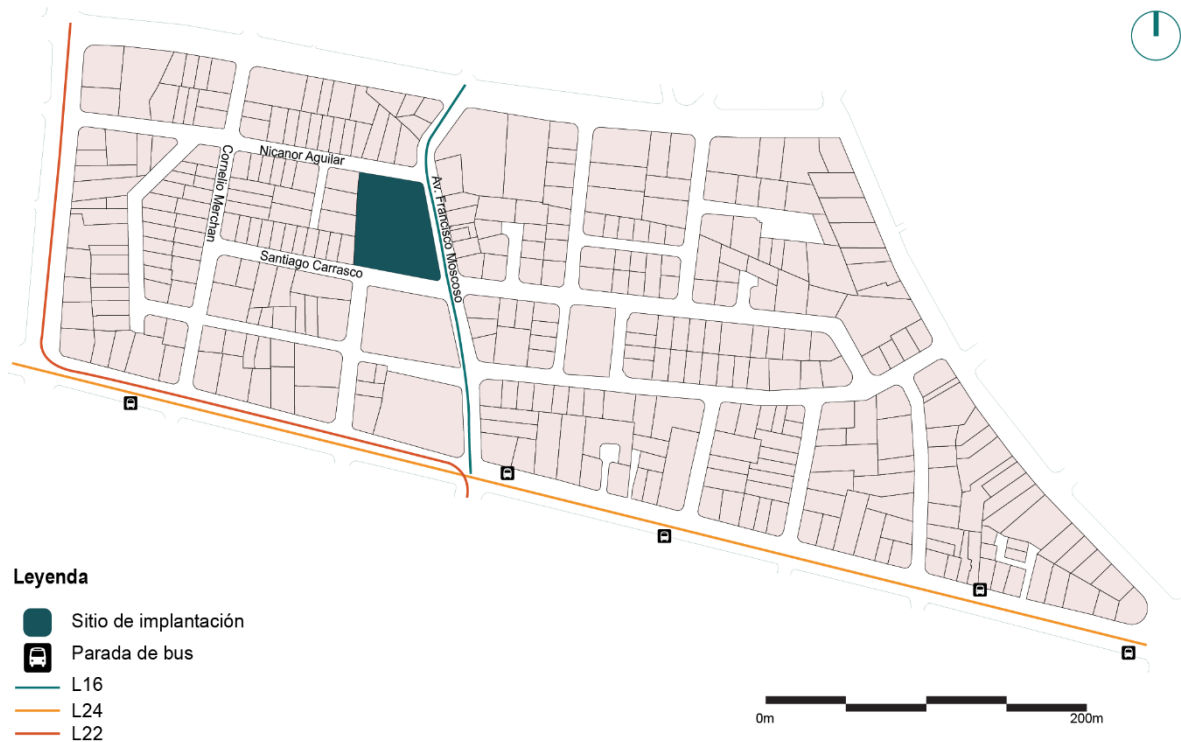 Nicanor Aguilar
Cornelio Merchan
Av. Francisco Moscoso
Santiago Carrasco
Leyenda
Sitio de implantación
Parada de bus
L16
L24
L22
0m
200m